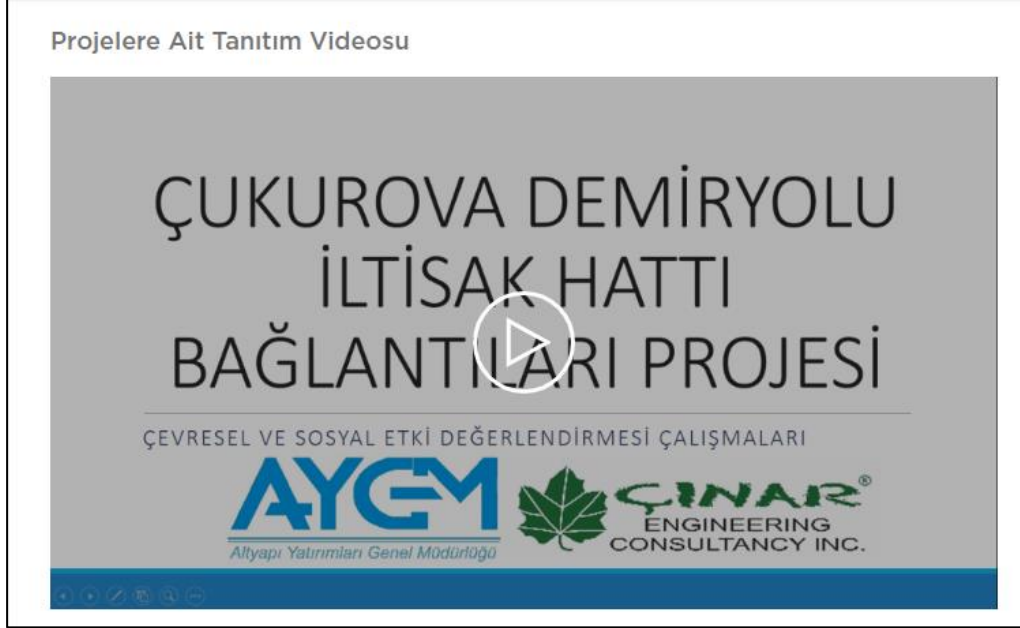 Projelere Ait Tanıtım Videosu
ÇUKUROVA DEMİRYOLU
İLTİSAK HATTI
BAĞLANTILARI PROJESİ
ÇEVRESEL VE SOSYAL ETKİ DEĞERLENDİRMESİ ÇALIŞMALARI
AYGM
Altyapı Yatırımları Genel Müdürlüğü
ÇINAR®
ENGINEERING
CONSULTANCY INC.